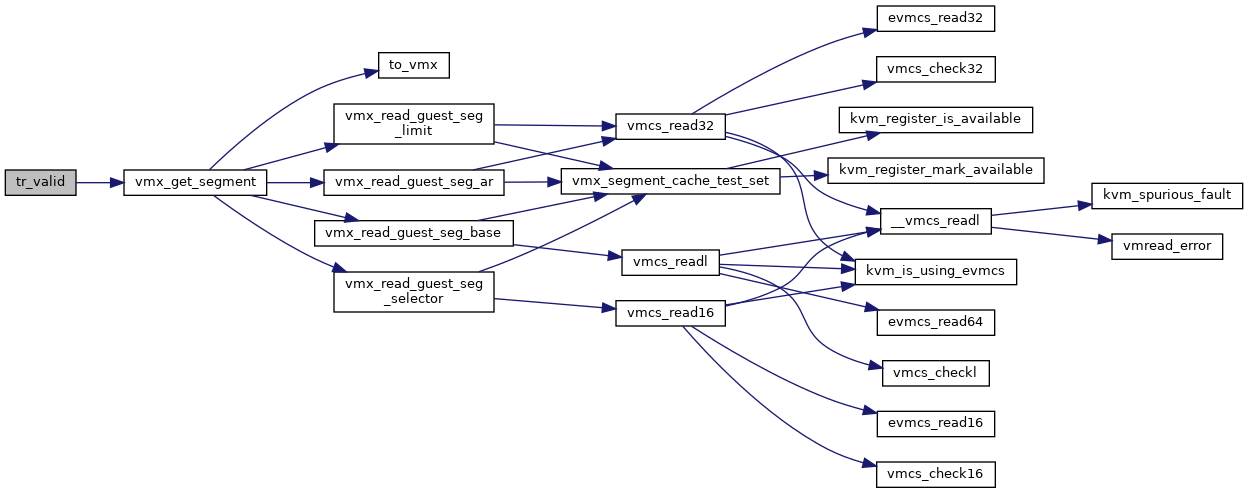 tr_valid
vmx_get_segment
to_vmx
vmx_read_guest_seg
_limit
vmx_read_guest_seg_ar
vmx_read_guest_seg_base
vmx_read_guest_seg
_selector
vmcs_read32
vmx_segment_cache_test_set
vmcs_readl
vmcs_read16
evmcs_read32
vmcs_check32
kvm_register_is_available
kvm_register_mark_available
__vmcs_readl
kvm_is_using_evmcs
evmcs_read64
vmcs_checkl
evmcs_read16
vmcs_check16
kvm_spurious_fault
vmread_error